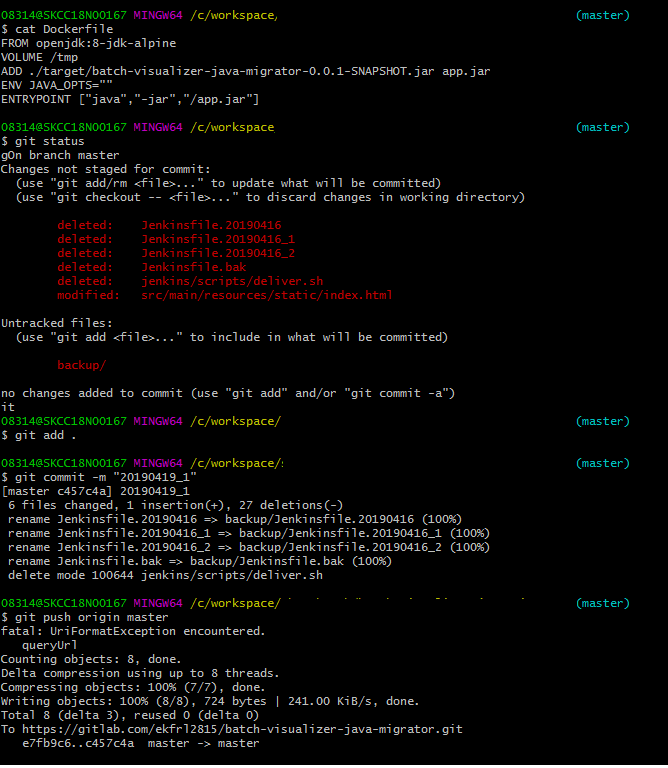 08314@SKCC18N00167 MINGW64 /c/workspace, (master)
$ cat Dockerfile
FROM openjdk:8-jdk-alpine
VOLUME /tmp
ADD ./target/batch-visualizer-java-migrator-0.0.1-SNAPSHOT.jar app.jar
ENV JAVA_OPTS=""
ENTRYPOINT ["java","-jar","/app.jar"]
08314@SKCC18N00167 MINGW64 /c/workspace (master)
$ git status
gOn branch master
Changes not staged for commit:
(use "git add/rm <file>..." to update what will be committed)
(use "git checkout -- <file>..." to discard changes in working directory)
deleted: Jenkinsfile.20190416
deleted: Jenkinsfile.20190416_1
deleted: Jenkinsfile.20190416_2
deleted: Jenkinsfile.bak
deleted: jenkins/scripts/deliver.sh
modified: src/main/resources/static/index.html
Untracked files:
(use "git add <file>..." to include in what will be committed)
backup/
no changes added to commit (use "git add" and/or "git commit -a")
it
08314@SKCC18N00167 MINGW64 /c/workspace/ (master)
$ git add .
08314@SKCC18N00167 MINGW64 /c/workspace/ (master)
$ git commit -m "20190419_1"
[master c457c4a] 20190419_1
6 files changed, 1 insertion(+), 27 deletions(-)
rename Jenkinsfile.20190416 => backup/Jenkinsfile.20190416 (100%)
rename Jenkinsfile.20190416_1 => backup/Jenkinsfile.20190416_1 (100%)
rename Jenkinsfile.20190416_2 => backup/Jenkinsfile.20190416_2 (100%)
rename Jenkinsfile.bak => backup/Jenkinsfile.bak (100%)
delete mode 100644 jenkins/scripts/deliver.sh
08314@SKCC18N00167 MINGW64 /c/workspace/ (master)
$ git push origin master
fatal: UriFormatException encountered.
queryUrl
Counting objects: 8, done.
Delta compression using up to 8 threads.
Compressing objects: 100% (7/7), done.
Writing objects: 100% (8/8), 724 bytes | 241.00 KiB/s, done.
Total 8 (delta 3), reused 0 (delta 0)
To https://gitlab.com/ekfrl2815/batch-visualizer-java-migrator.git
e7fb9c6..c457c4a master -> master